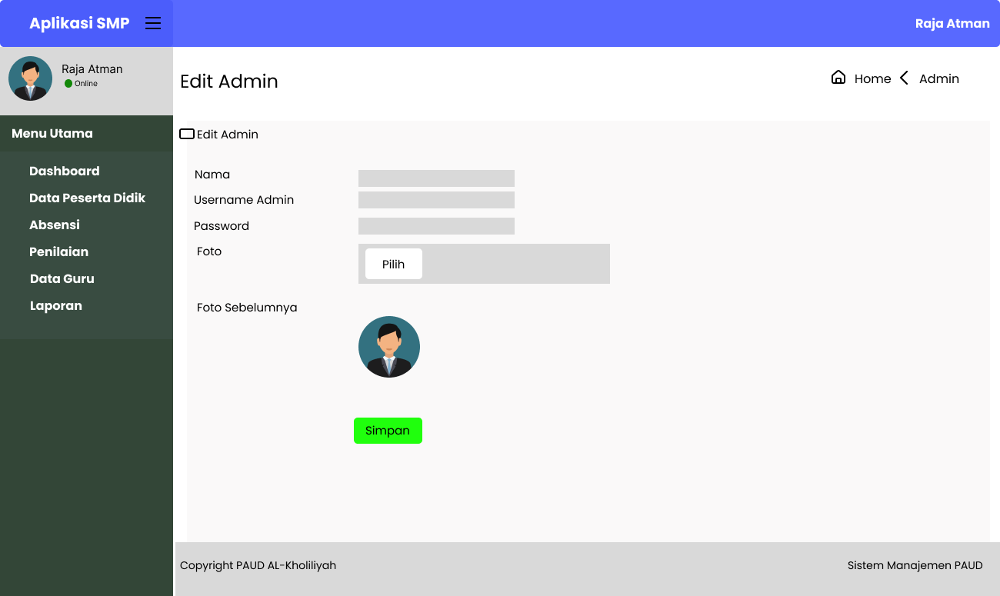 Aplikasi SMP
Raja Atman
Raja Atman
Online
Edit Admin
Home
Admin
Menu Utama
Dashboard
Data Peserta Didik
Absensi
Penilaian
Data Guru
Laporan
Edit Admin
Nama
Username Admin
Password
Foto
Pilih
Foto Sebelumnya
Simpan
Copyright PAUD AL-Kholiliyah
Sistem Manajemen PAUD